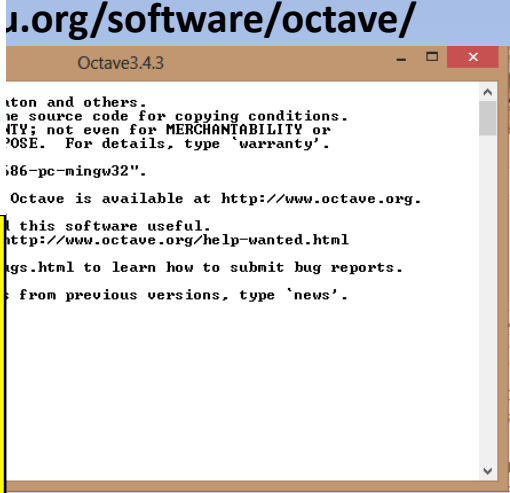 u.org/software/octave/
Octave3.4.3
aton and others.
he source code for copying conditions.
NTY; not even for MERCHANTABILITY or
POSE.  For details, type `warranty'.
686-pc-mingw32".
Octave is available at http://www.octave.org.
d this software useful.
http://www.octave.org/help-wanted.html
ugs.html to learn how to submit bug reports.
s from previous versions, type `news'.